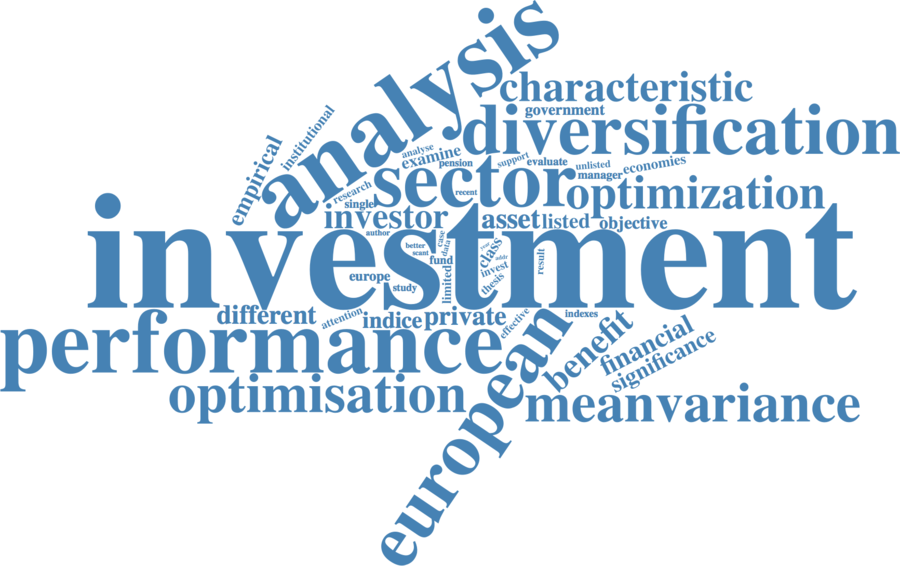 analysis
characteristic
government
diversification
institutional
empirical
analyse
examine
pension
support
evaluate
unlisted
manager
economies
sector
recent
optimization
research
single
investor
author
asset
listed
objective
investment
better
scant
case
data
fund
limited
year
class
addr
invest
thesis
result
europe
study
different
attention
indice
private
effective
indexes
performance
european
benefit
financial
significance
optimisation
meanvariance